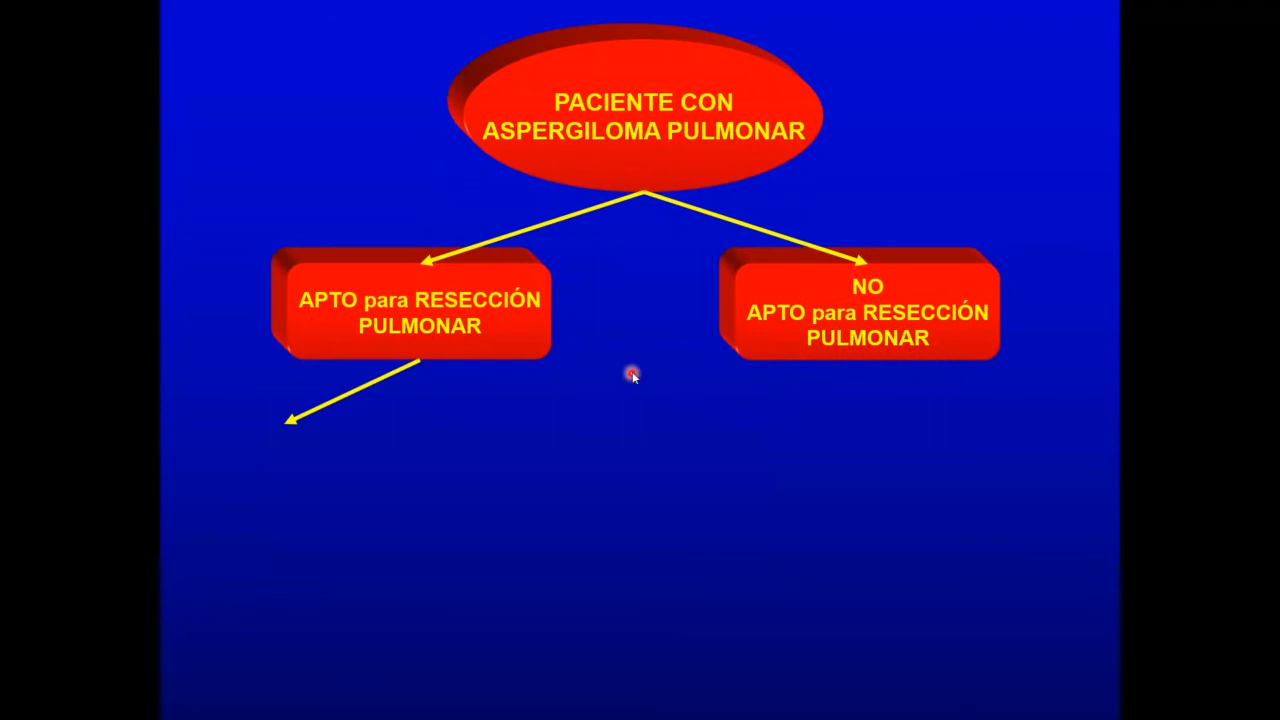 PACIENTE CON
ASPERGILOMA PULMONAR
APTO para RESECCIÓN
PULMONAR
NO
APTO para RESECCIÓN
PULMONAR